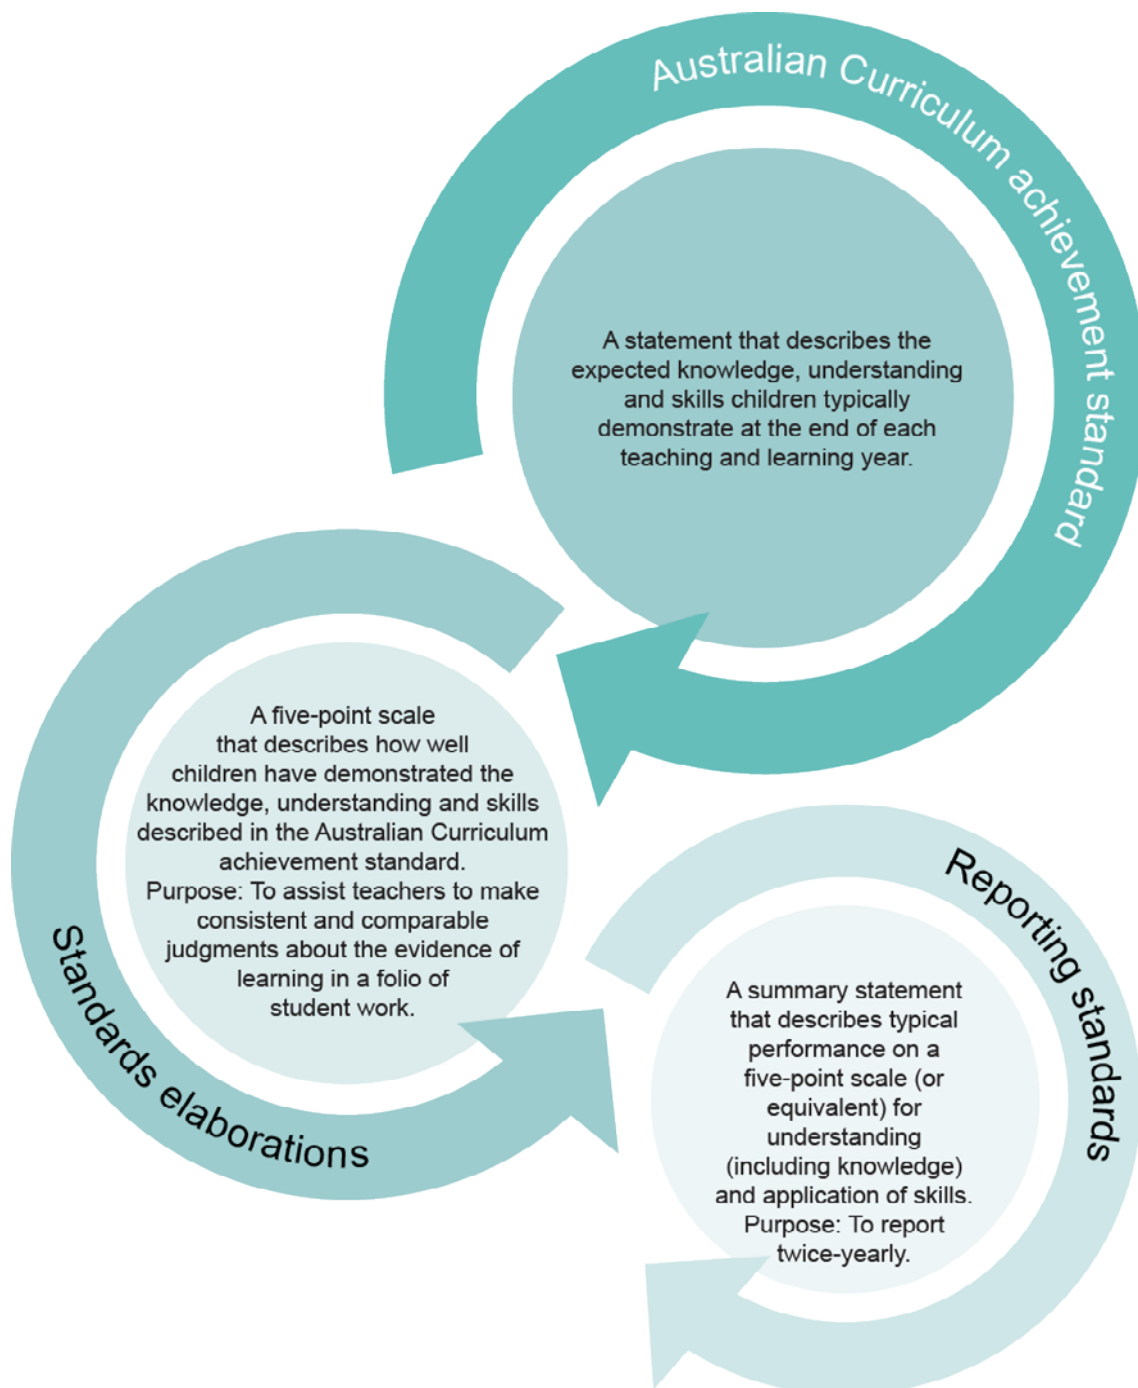 Australian Curriculum achievement standard
A statement that describes the
expected knowledge, understanding
and skills children typically
demonstrate at the end of each
teaching and learning year.
A five-point scale
that describes how well
children have demonstrated the
knowledge, understanding and skills
described in the Australian Curriculum
achievement standard.
Purpose: To assist teachers to make
consistent and comparable
judgments about the evidence of
learning in a folio of
student work.
Standards elaborations
Reporting standards
A summary statement
that describes typical
performance on a
five-point scale (or
equivalent) for
understanding
(including knowledge)
and application of skills.
Purpose: To report
twice-yearly.